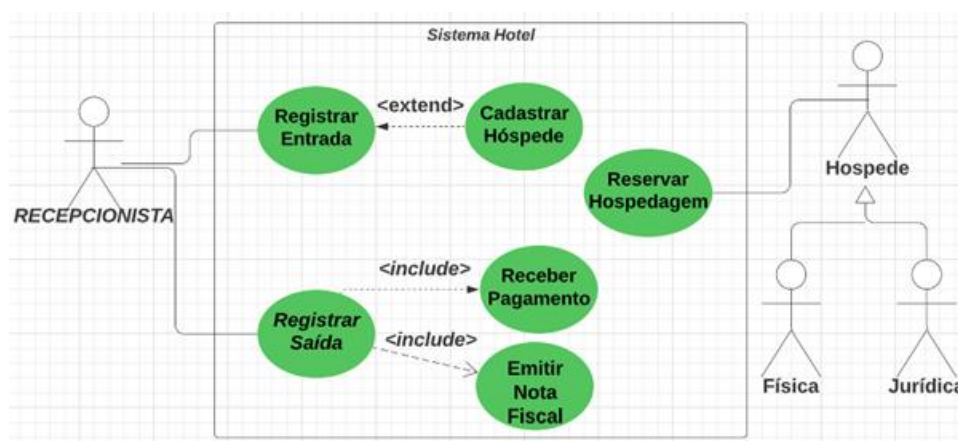 Sistema Hotel
Registrar
Entrada
<extend>
Cadastrar
Hóspede
Reservar
Hospedagem
Hospede
RECEPCIONISTA
<include>
Receber
Pagamento
Registrar
Saída
<include>
Emitir
Nota
Fiscal
Física
Jurídica